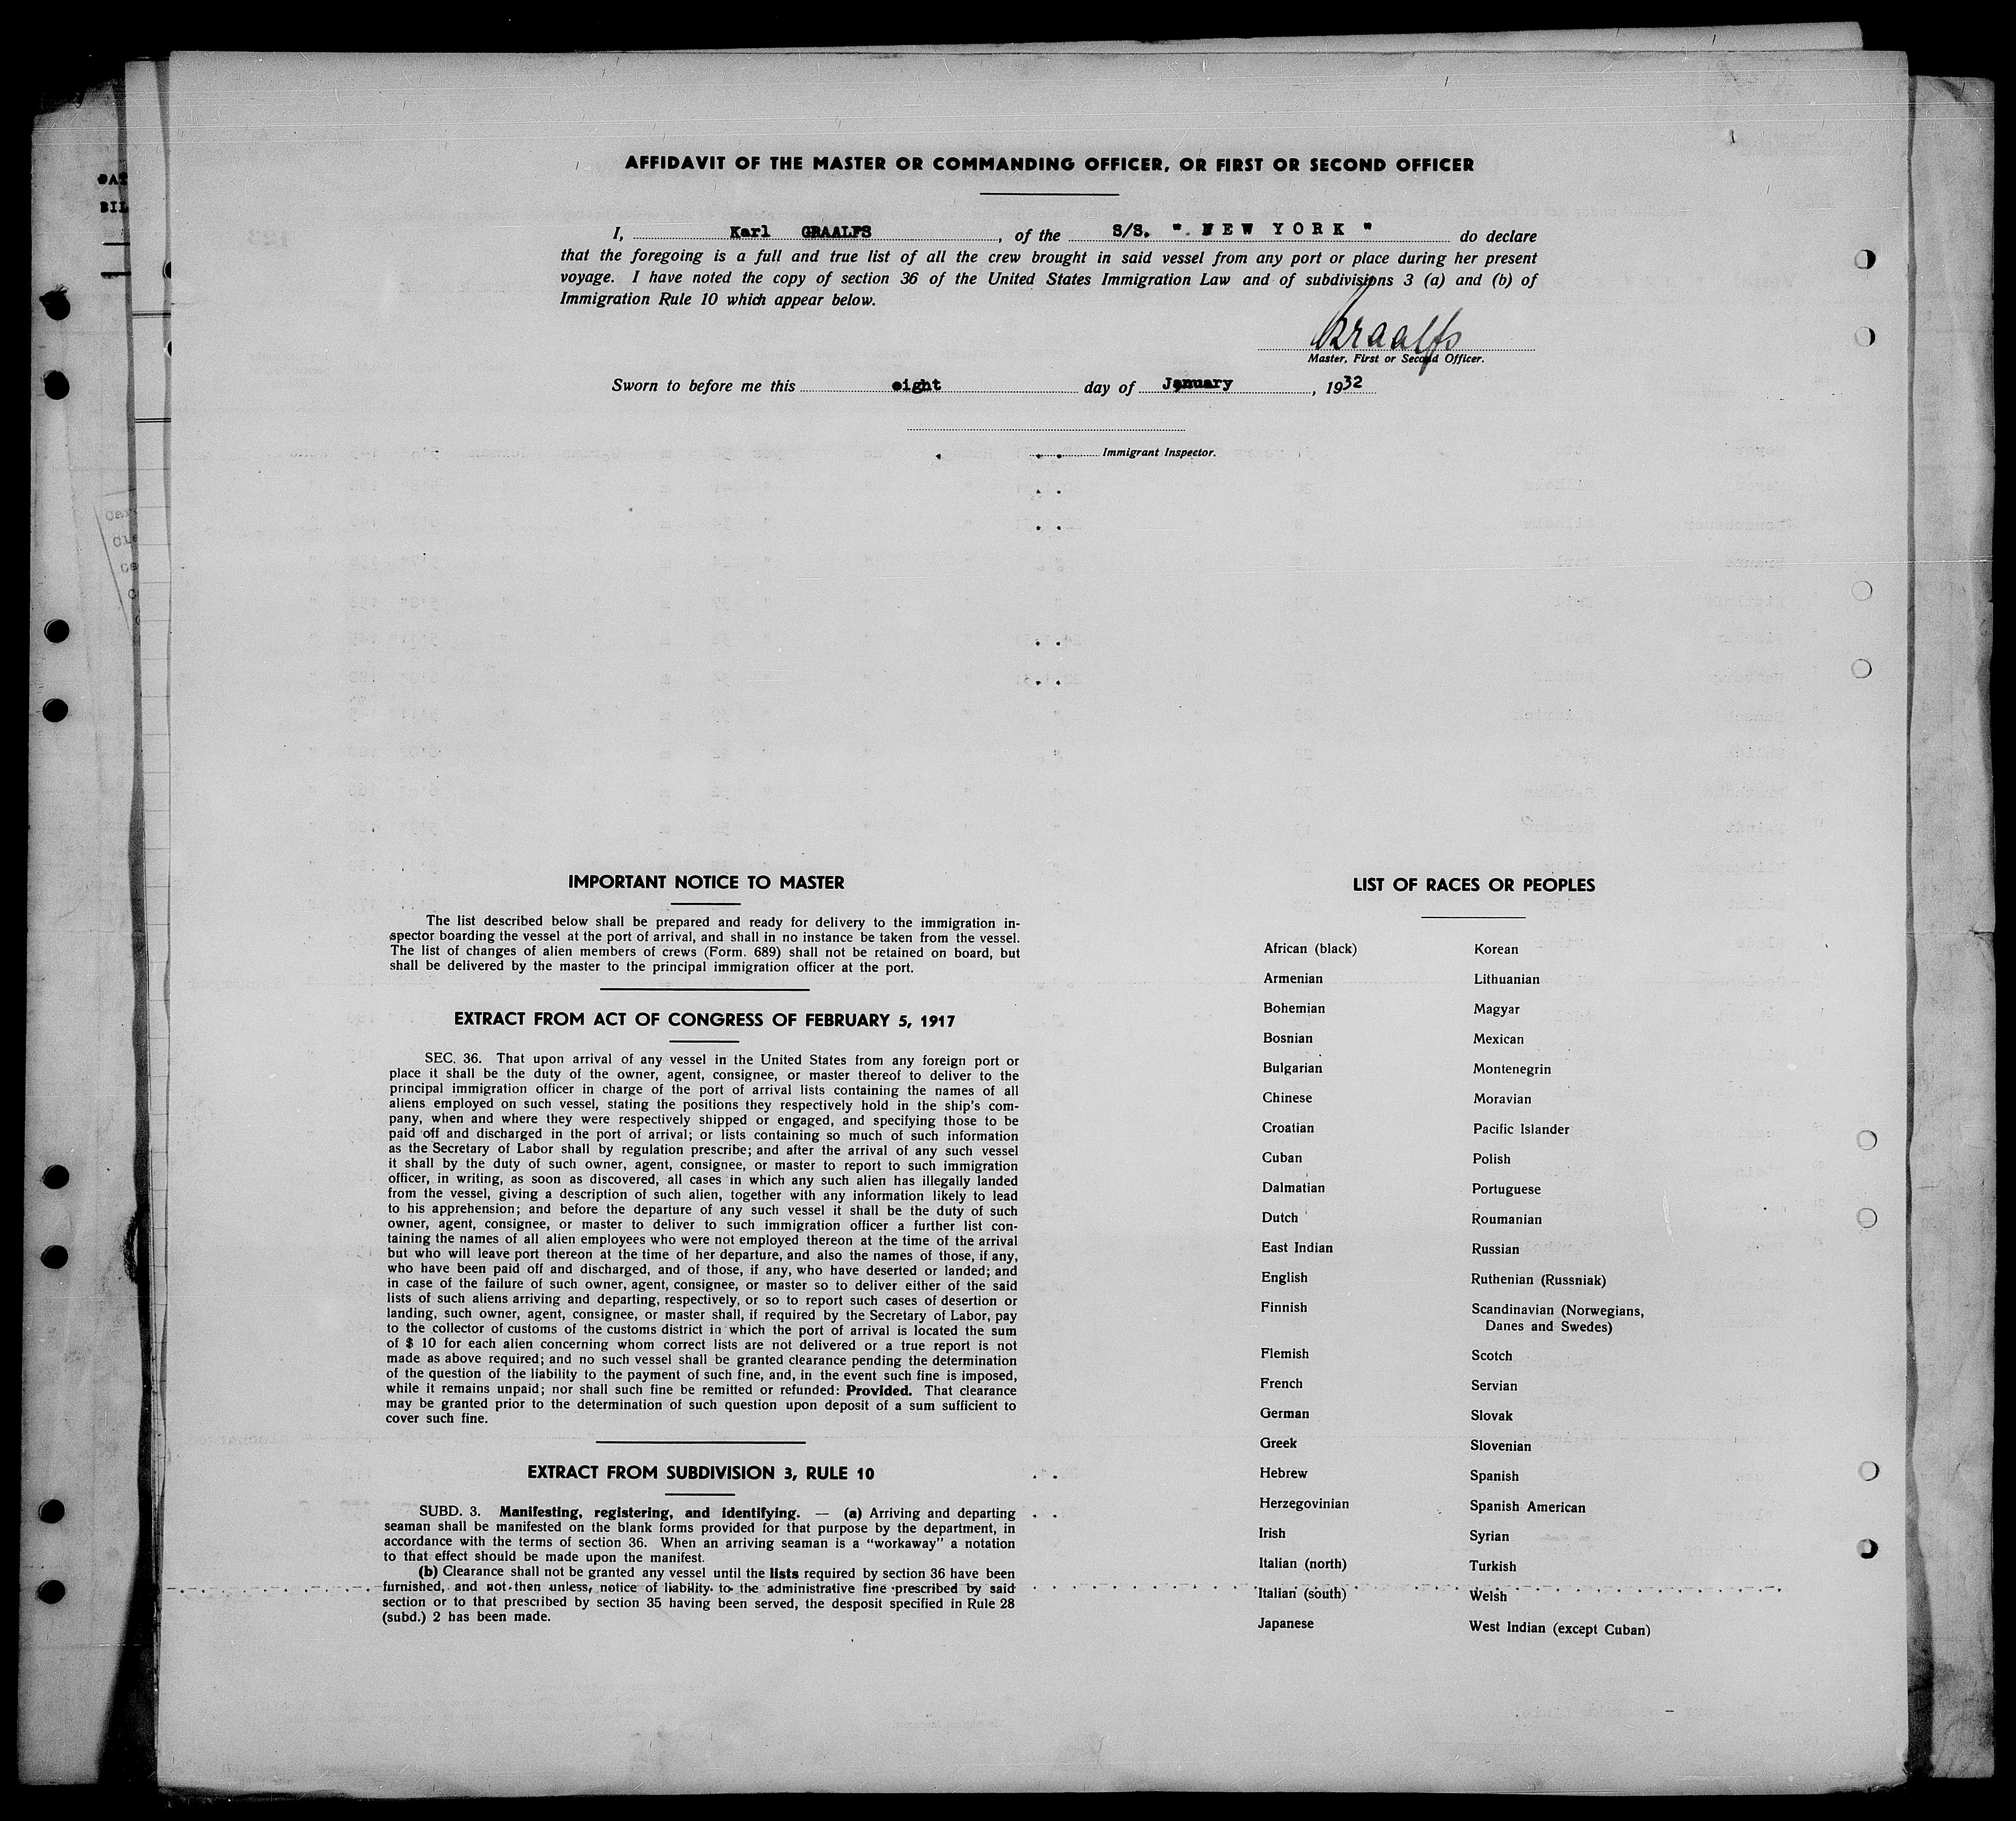 AFFIDAVIT OF THE MASTER OR COMMANDING OFFICER, OR FIRST OR SECOND OFFICER
I, Karl GRAALFS, of the S/S. " NEW YORK " do declare
that the foregoing is a full and true list of all the crew brought in said vessel from any port or place during her present
voyage. I have noted the copy of section 36 of the United States Immigration Law and of subdivisions 3 (a) and (b) of
Immigration Rule 10 which appear below.
Graalfs
Master, First or Second Officer.
Sworn to before me this eight day of January, 1932
Immigrant Inspector.
IMPORTANT NOTICE TO MASTER
The list described below shall be prepared and ready for delivery to the immigration in-
spector boarding the vessel at the port of arrival, and shall in no instance be taken from the vessel.
The list of changes of alien members of crews (Form. 689) shall not be retained on board, but
shall be delivered by the master to the principal immigration officer at the port.
EXTRACT FROM ACT OF CONGRESS OF FEBRUARY 5, 1917
SEC. 36. That upon arrival of any vessel in the United States from any foreign port or
place it shall be the duty of the owner, agent, consignee, or master thereof to deliver to the
principal immigration officer in charge of the port of arrival lists containing the names of all
aliens employed on such vessel, stating the positions they respectively hold in the ship's com-
pany, when and where they were respectively shipped or engaged, and specifying those to be
paid off and discharged in the port of arrival; or lists containing so much of such information
as the Secretary of Labor shall by regulation prescribe; and after the arrival of any such vessel
it shall by the duty of such owner, agent, consignee, or master to report to such immigration
officer, in writing, as soon as discovered, all cases in which any such alien has illegally landed
from the vessel, giving a description of such alien, together with any information likely to lead
to his apprehension; and before the departure of any such vessel it shall be the duty of such
owner, agent, consignee, or master to deliver to such immigration officer a further list con-
taining the names of all alien employees who were not employed thereon at the time of the arrival
but who will leave port thereon at the time of her departure, and also the names of those, if any,
who have been paid off and discharged, and of those, if any, who have deserted or landed; and
in case of the failure of such owner, agent, consignee, or master so to deliver either of the said
lists of such aliens arriving and departing, respectively, or so to report such cases of desertion or
landing, such owner, agent, consignee, or master shall, if required by the Secretary of Labor, pay
to the collector of customs of the customs district in which the port of arrival is located the sum
of $ 10 for each alien concerning whom correct lists are not delivered or a true report is not
made as above required; and no such vessel shall be granted clearance pending the determination
of the question of the liability to the payment of such fine, and, in the event such fine is imposed,
while it remains unpaid; nor shall such fine be remitted or refunded: Provided. That clearance
may be granted prior to the determination of such question upon deposit of a sum sufficient to
cover such fine.
EXTRACT FROM SUBDIVISION 3, RULE 10
SUBD. 3. Manifesting, registering, and identifying. — (a) Arriving and departing
seaman shall be manifested on the blank forms provided for that purpose by the department, in
accordance with the terms of section 36. When an arriving seaman is a "workaway" a notation
to that effect should be made upon the manifest.
(b) Clearance shall not be granted any vessel until the lists required by section 36 have been
furnished, and not then unless, notice of liability to the administrative fine prescribed by said
section or to that prescribed by section 35 having been served, the desposit specified in Rule 28
(subd.) 2 has been made.
LIST OF RACES OR PEOPLES
African (black)
Armenian
Bohemian
Bosnian
Bulgarian
Chinese
Croatian
Cuban
Dalmatian
Dutch
East Indian
English
Finnish
Flemish
French
German
Greek
Hebrew
Herzegovinian
Irish
Italian (north)
Italian (south)
Japanese
Korean
Lithuanian
Magyar
Mexican
Montenegrin
Moravian
Pacific Islander
Polish
Portuguese
Roumanian
Russian
Ruthenian (Russniak)
Scandinavian (Norwegians,
Danes and Swedes)
Scotch
Servian
Slovak
Slovenian
Spanish
Spanish American
Syrian
Turkish
Welsh
West Indian (except Cuban)